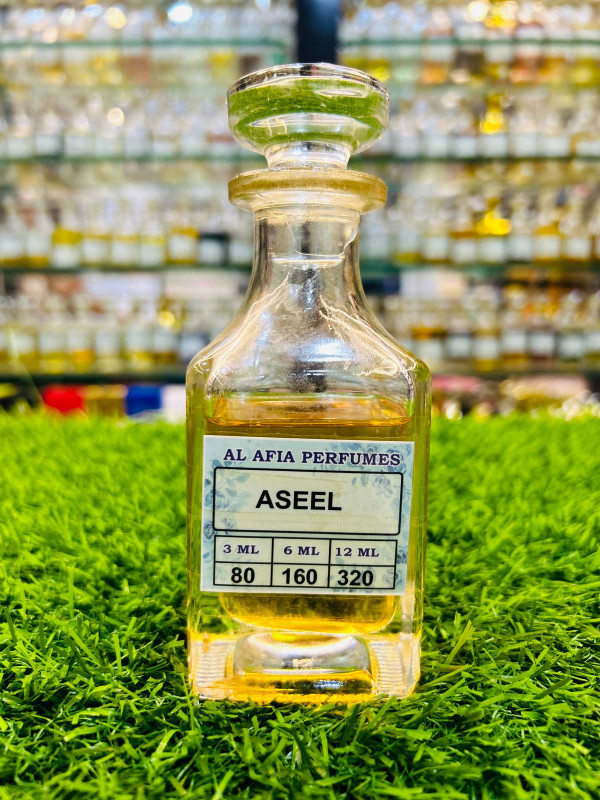 AL AFIA PERFUMES
ASEEL
3 ML 6 ML 12 ML
80 160 320